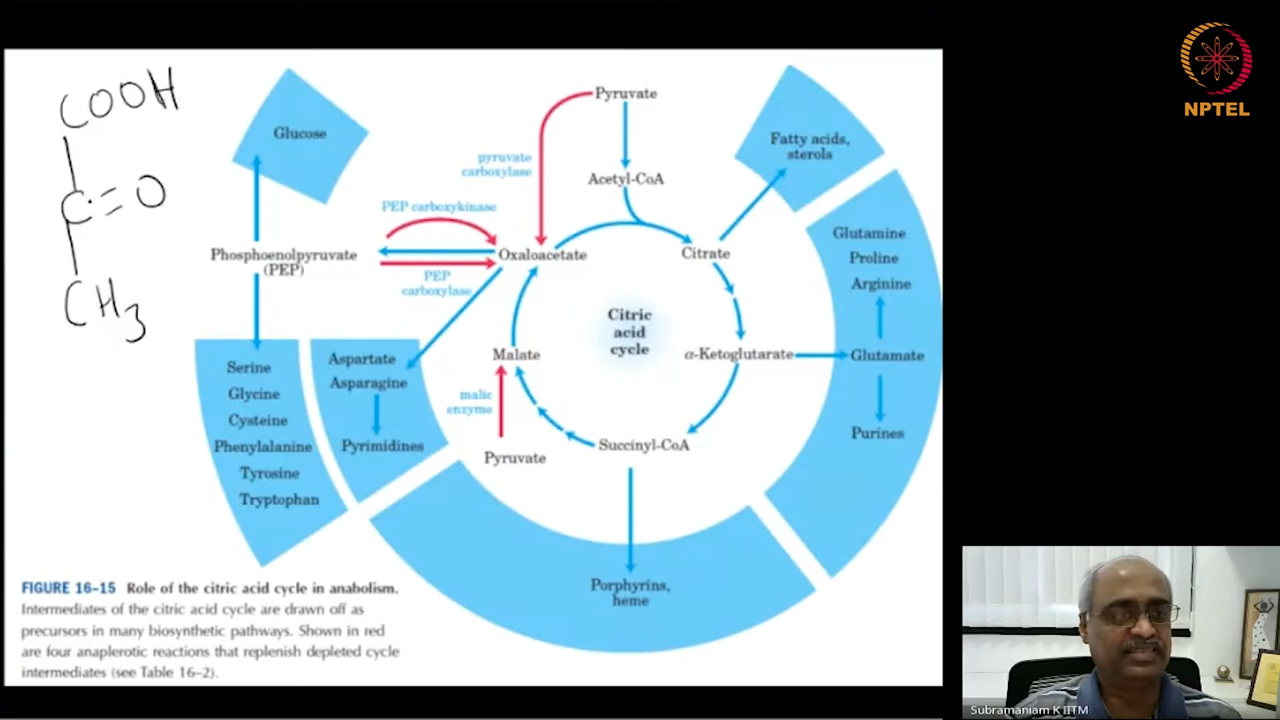 COOH
C=O
CH3
NPTEL
Pyruvate
pyruvate
carboxylase
Acetyl-CoA
Glucose
Fatty acids,
sterols
PEP carboxykinase
Phosphoenolpyruvate
(PEP)
PEP
carboxylase
Oxaloacetate
Citrate
Glutamine
Proline
Arginine
Citric
acid
cycle
Malate
α-Ketoglutarate
Glutamate
Purines
malic
enzyme
Pyruvate
Succinyl-CoA
Serine
Glycine
Cysteine
Phenylalanine
Tyrosine
Tryptophan
Aspartate
Asparagine
Pyrimidines
Porphyrins,
heme
FIGURE 16–15 Role of the citric acid cycle in anabolism.
Intermediates of the citric acid cycle are drawn off as
precursors in many biosynthetic pathways. Shown in red
are four anaplerotic reactions that replenish depleted cycle
intermediates (see Table 16–2).
Subramaniam K IITM